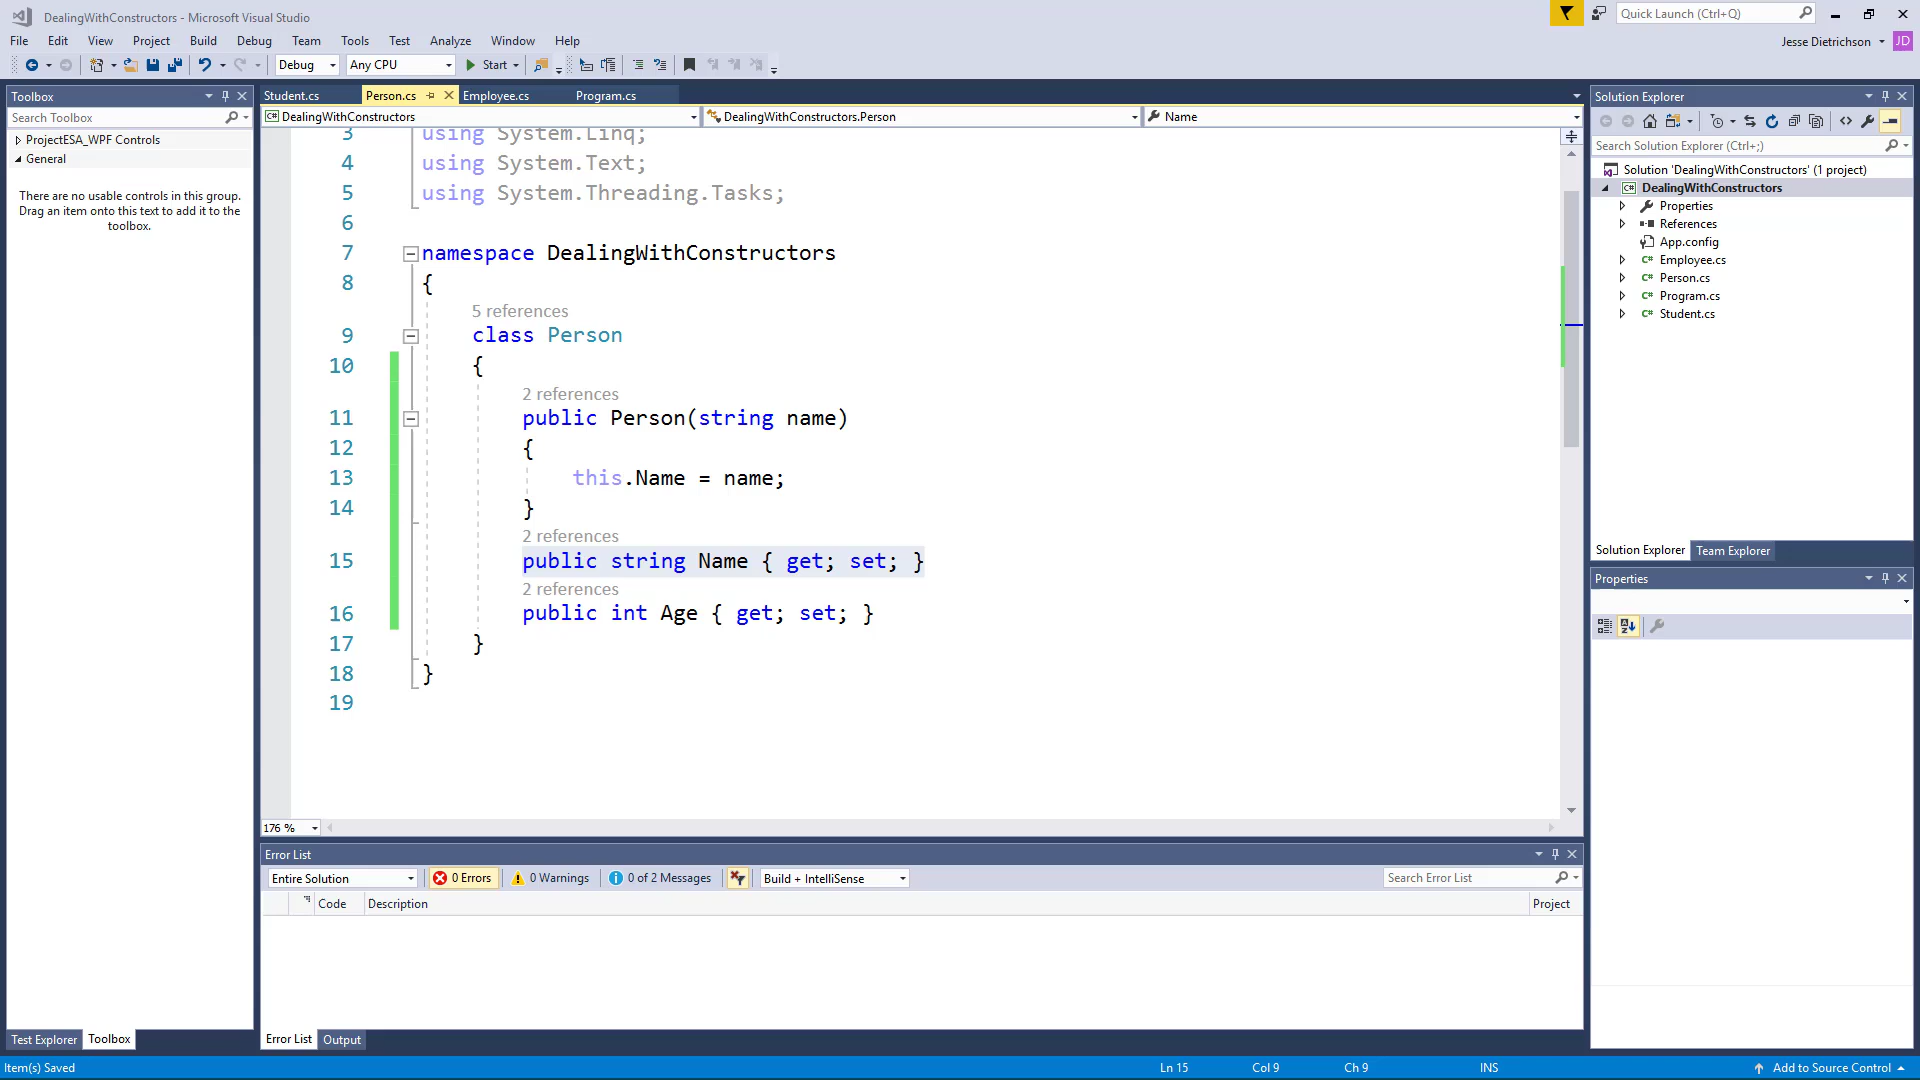 DealingWithConstructors - Microsoft Visual Studio
Quick Launch (Ctrl+Q)
File Edit View Project Build Debug Team Tools Test Analyze Window Help
Jesse Dietrichson JD
Debug Any CPU Start
Toolbox
Search Toolbox
ProjectESA_WPF Controls
General
There are no usable controls in this group.
Drag an item onto this text to add it to the
toolbox.
Test Explorer Toolbox
Student.cs Person.cs Employee.cs Program.cs
DealingWithConstructors DealingWithConstructors.Person Name
3 using System.Linq;
4 using System.Text;
5 using System.Threading.Tasks;
6
7 namespace DealingWithConstructors
8 {
5 references
9 class Person
10 {
2 references
11 public Person(string name)
12 {
13 this.Name = name;
14 }
2 references
15 public string Name { get; set; }
2 references
16 public int Age { get; set; }
17 }
18 }
19
176 %
Error List
Entire Solution 0 Errors 0 Warnings 0 of 2 Messages Build + IntelliSense Search Error List
Code Description Project
Error List Output
Solution Explorer
Search Solution Explorer (Ctrl+;)
Solution 'DealingWithConstructors' (1 project)
C# DealingWithConstructors
Properties
References
App.config
C# Employee.cs
C# Person.cs
C# Program.cs
C# Student.cs
Solution Explorer Team Explorer
Properties
Item(s) Saved Ln 15 Col 9 Ch 9 INS Add to Source Control